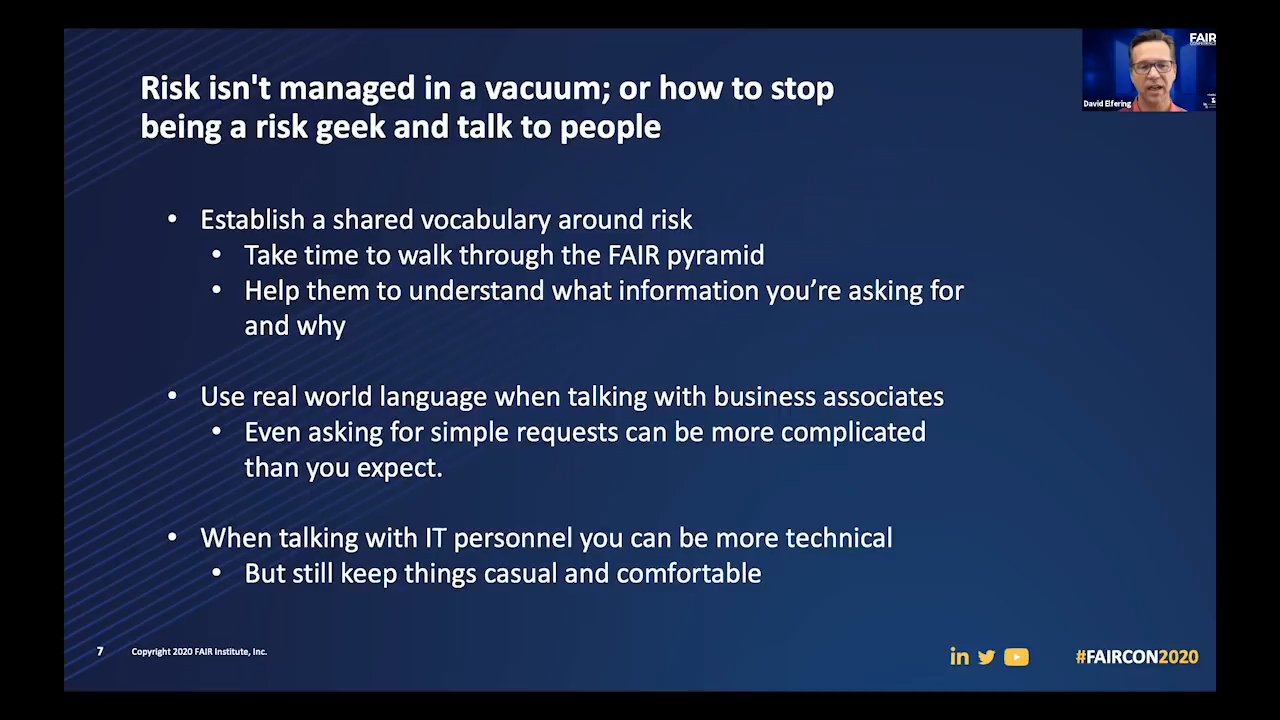 Risk isn't managed in a vacuum; or how to stop
being a risk geek and talk to people
FAIR
David Elfering
• Establish a shared vocabulary around risk
• Take time to walk through the FAIR pyramid
• Help them to understand what information you’re asking for
and why
• Use real world language when talking with business associates
• Even asking for simple requests can be more complicated
than you expect.
• When talking with IT personnel you can be more technical
• But still keep things casual and comfortable
7
Copyright 2020 FAIR Institute, Inc.
in
#FAIRCON2020